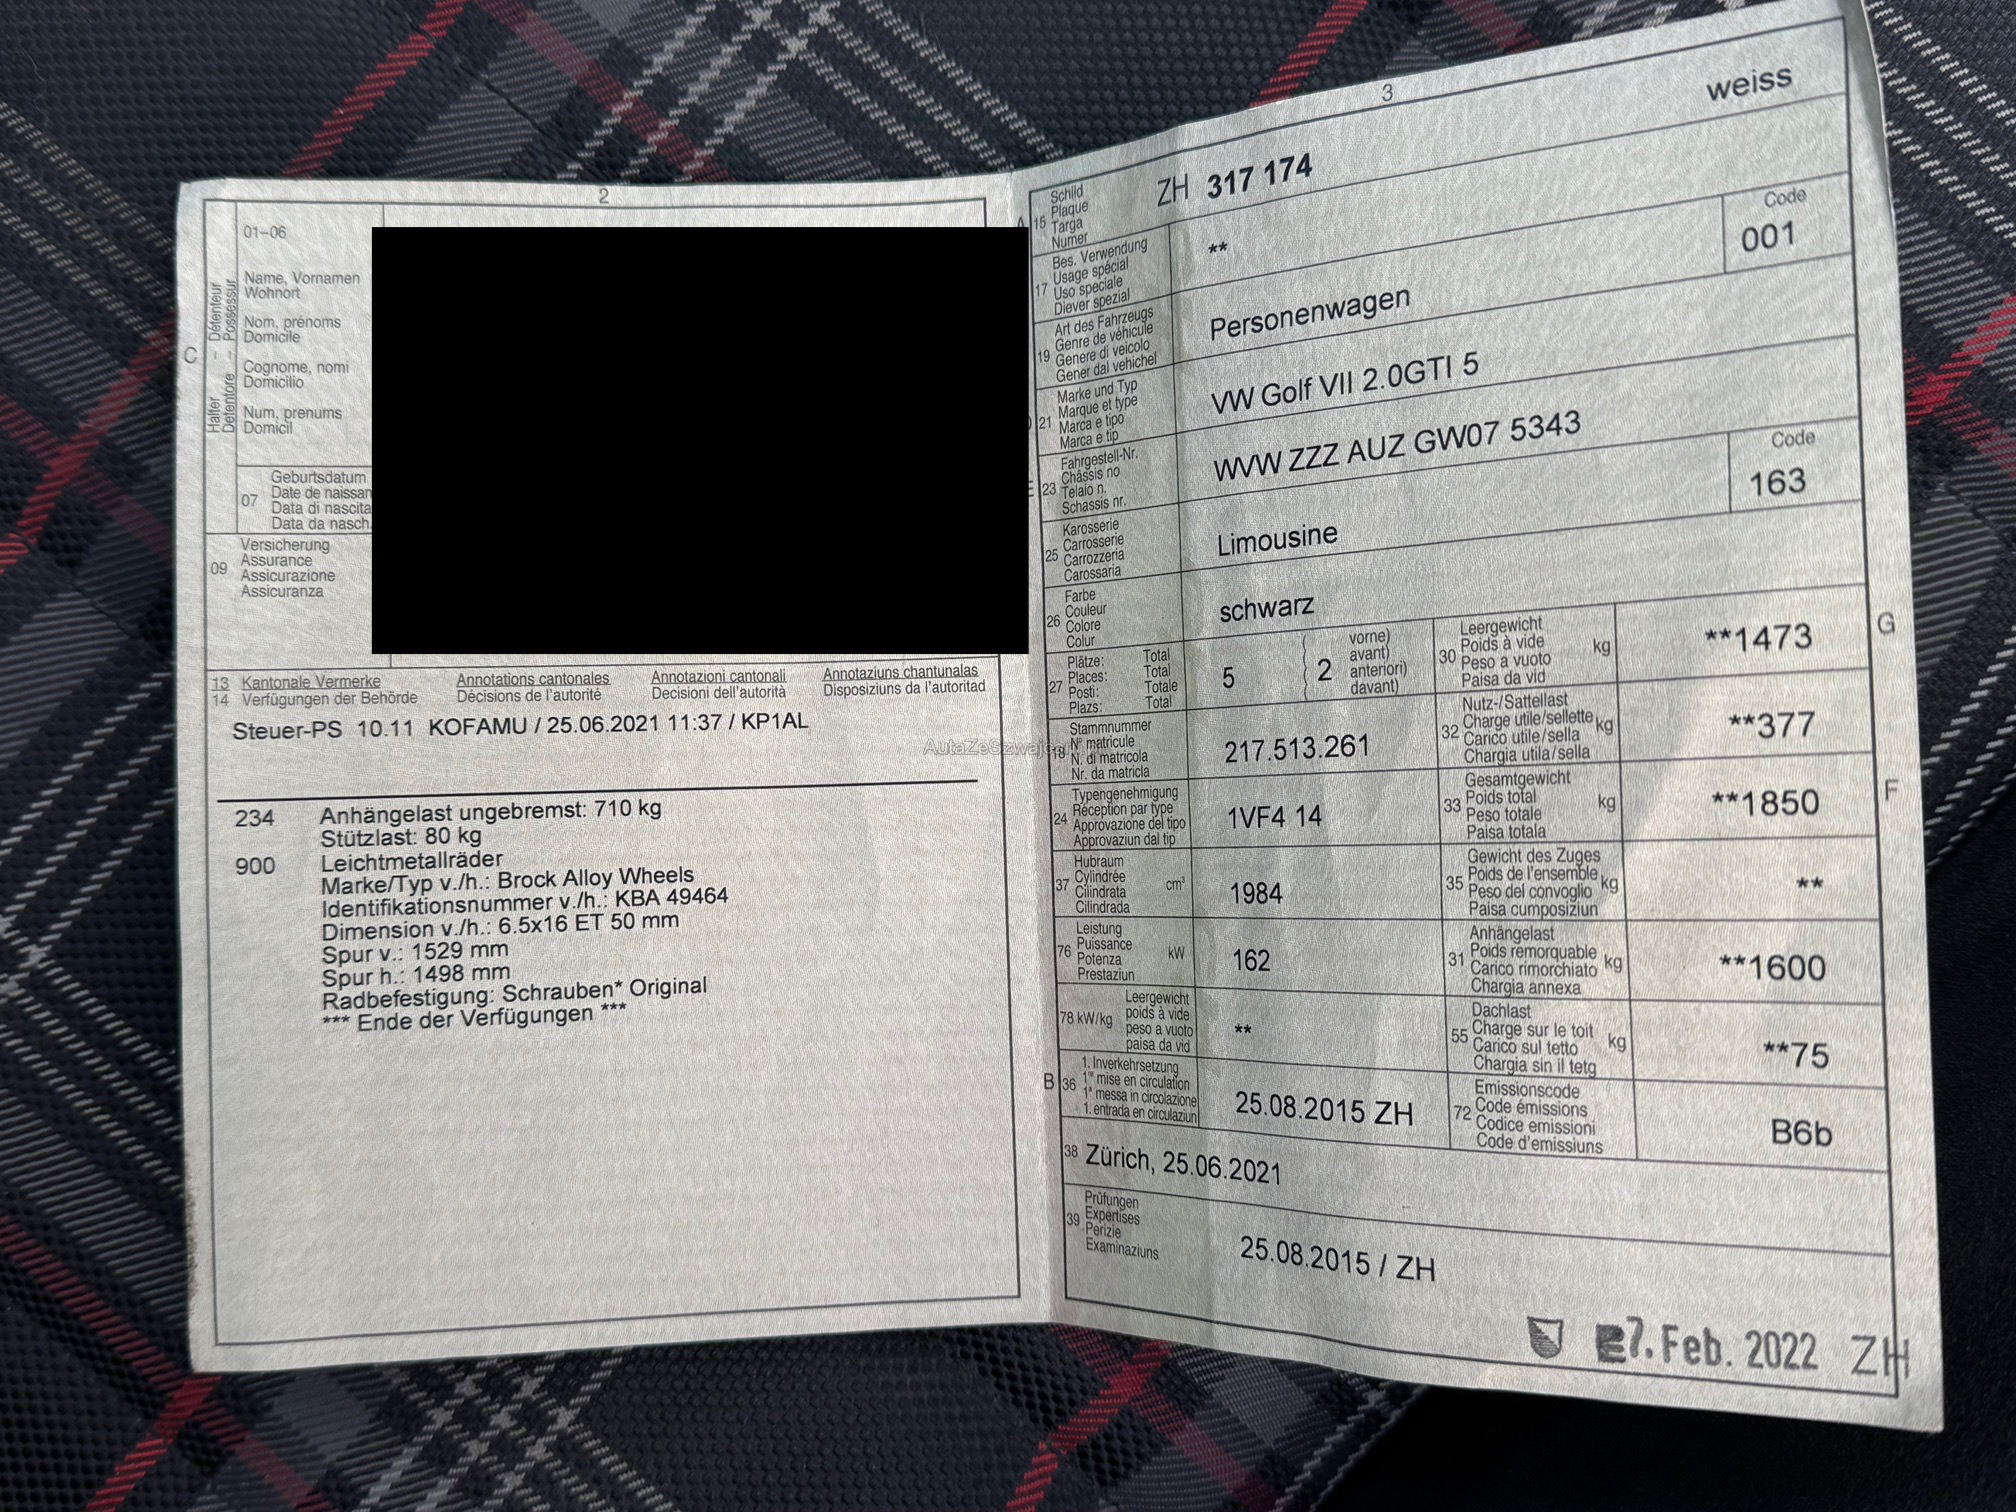 2
01–06
Name, Vornamen
Wohnort
Nom, prénoms
Domicile
Cognome, nomi
Domicilio
Num, prenums
Domicil
C
Halter – Détenteur
Detentore – Possessur
07
Geburtsdatum
Date de naissan
Data di nascita
Data da nasch.
09
Versicherung
Assurance
Assicurazione
Assicuranza
13 Kantonale Vermerke Annotations cantonales Annotazioni cantonali Annotaziuns chantunalas
14 Verfügungen der Behörde Décisions de l'autorité Decisioni dell'autorità Disposiziuns da l'autoritad
Steuer-PS 10.11 KOFAMU / 25.06.2021 11:37 / KP1AL
234 Anhängelast ungebremst: 710 kg
Stützlast: 80 kg
900 Leichtmetallräder
Marke/Typ v./h.: Brock Alloy Wheels
Identifikationsnummer v./h.: KBA 49464
Dimension v./h.: 6.5x16 ET 50 mm
Spur v.: 1529 mm
Spur h.: 1498 mm
Radbefestigung: Schrauben* Original
*** Ende der Verfügungen ***
3
weiss
A 15
Schild
Plaque
Targa
Numer
ZH 317 174
17
Bes. Verwendung
Usage spécial
Uso speciale
Diever spezial
**
19
Art des Fahrzeugs
Genre de véhicule
Genere di veicolo
Gener dal vehichel
Personenwagen
Code
001
21
Marke und Typ
Marque et type
Marca e tipo
Marca e tip
VW Golf VII 2.0GTI 5
E 23
Fahrgestell-Nr.
Châssis no
Telaio n.
Schassis nr.
WVW ZZZ AUZ GW07 5343
25
Karosserie
Carrosserie
Carrozzeria
Carossaria
Limousine
Code
163
26
Farbe
Couleur
Colore
Colur
schwarz
27
Plätze: Total
Places: Total
Posti: Totale
Plazs: Total
5
2
vorne)
avant)
anteriori)
davant)
30
Leergewicht
Poids à vide kg
Peso a vuoto
Paisa da vid
**1473
G
18
Stammnummer
N° matricule
N. di matricola
Nr. da matricla
217.513.261
32
Nutz-/Sattellast
Charge utile/sellette kg
Carico utile/sella
Chargia utila/sella
**377
24
Typengenehmigung
Réception par type
Approvazione del tipo
Approvaziun dal tip
1VF4 14
33
Gesamtgewicht
Poids total kg
Peso totale
Paisa totala
**1850
F
37
Hubraum
Cylindrée cm³
Cilindrata
Cilindrada
1984
35
Gewicht des Zuges
Poids de l'ensemble kg
Peso del convoglio
Paisa cumposiziun
**
76
Leistung
Puissance kW
Potenza
Prestaziun
162
31
Anhängelast
Poids remorquable kg
Carico rimorchiato
Chargia annexa
**1600
78 kW/kg
Leergewicht
poids à vide
peso a vuoto
paisa da vid
**
55
Dachlast
Charge sur le toit kg
Carico sul tetto
Chargia sin il tetg
**75
B 36
1. Inverkehrsetzung
1re mise en circulation
1a messa in circolazione
1. entrada en circulaziun
25.08.2015 ZH
72
Emissionscode
Code émissions
Codice emissioni
Code d'emissiuns
B6b
38 Zürich, 25.06.2021
39
Prüfungen
Expertises
Perizie
Examinaziuns
25.08.2015 / ZH
7. Feb. 2022 ZH